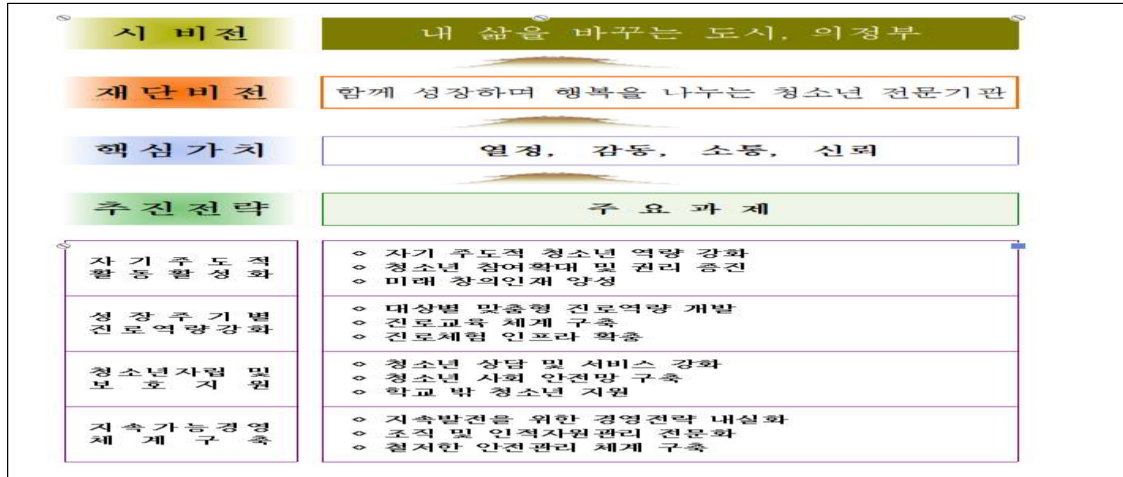 시 비전
내 삶을 바꾸는 도시, 의정부
재단비전
함께 성장하며 행복을 나누는 청소년 전문기관
핵심가치
열정, 감동, 소통, 신뢰
추진전략
주요과제
자기주도적
활동활성화
◇ 자기 주도적 청소년 역량 강화
◇ 청소년 참여확대 및 권리 증진
◇ 미래 창의인재 양성
성장주기별
진로역량강화
◇ 대상별 맞춤형 진로역량 개발
◇ 진로교육 체계 구축
◇ 진로체험 인프라 확충
청소년자립 및
보호지원
◇ 청소년 상담 및 서비스 강화
◇ 청소년 사회 안전망 구축
◇ 학교 밖 청소년 지원
지속가능경영
체계구축
◇ 지속발전을 위한 경영전략 내실화
◇ 조직 및 인적자원관리 전문화
◇ 철저한 안전관리 체계 구축